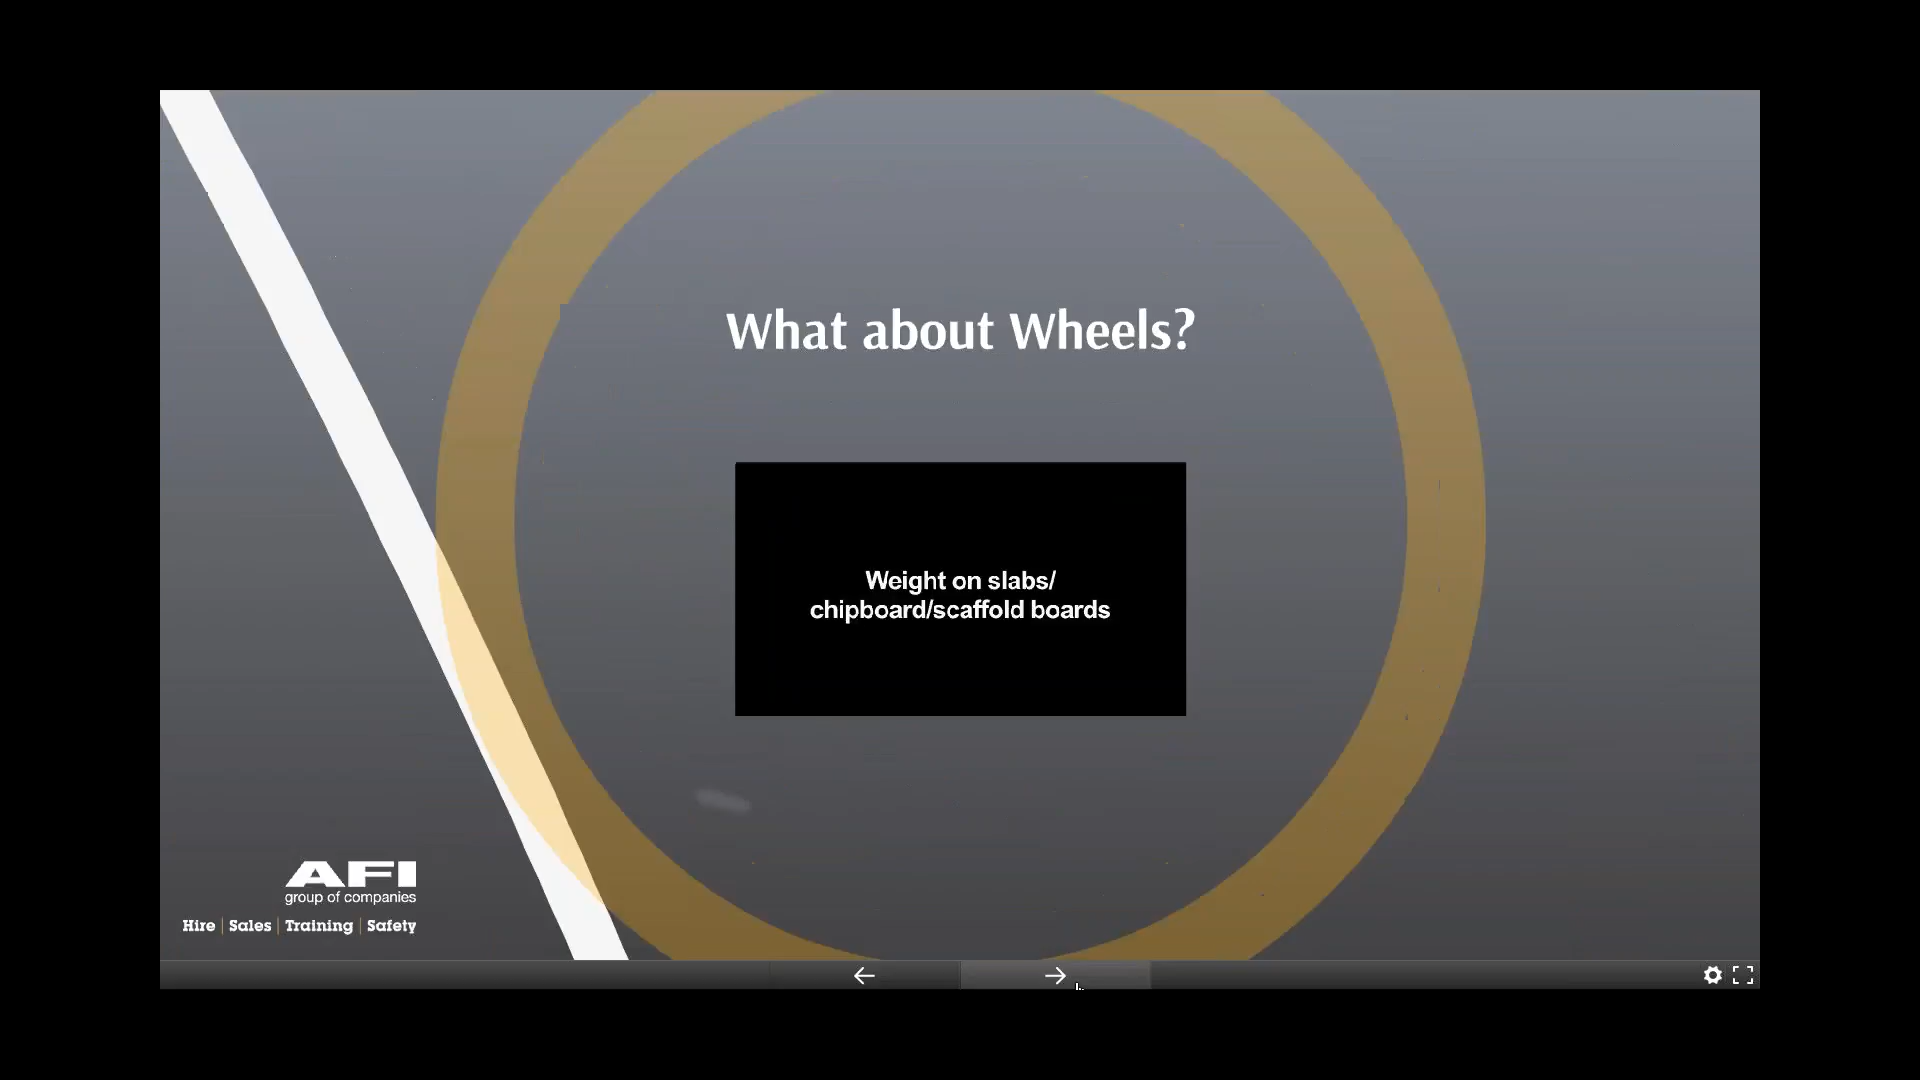 What about Wheels?
Weight on slabs/
chipboard/scaffold boards
AFI
group of companies
Hire | Sales | Training | Safety